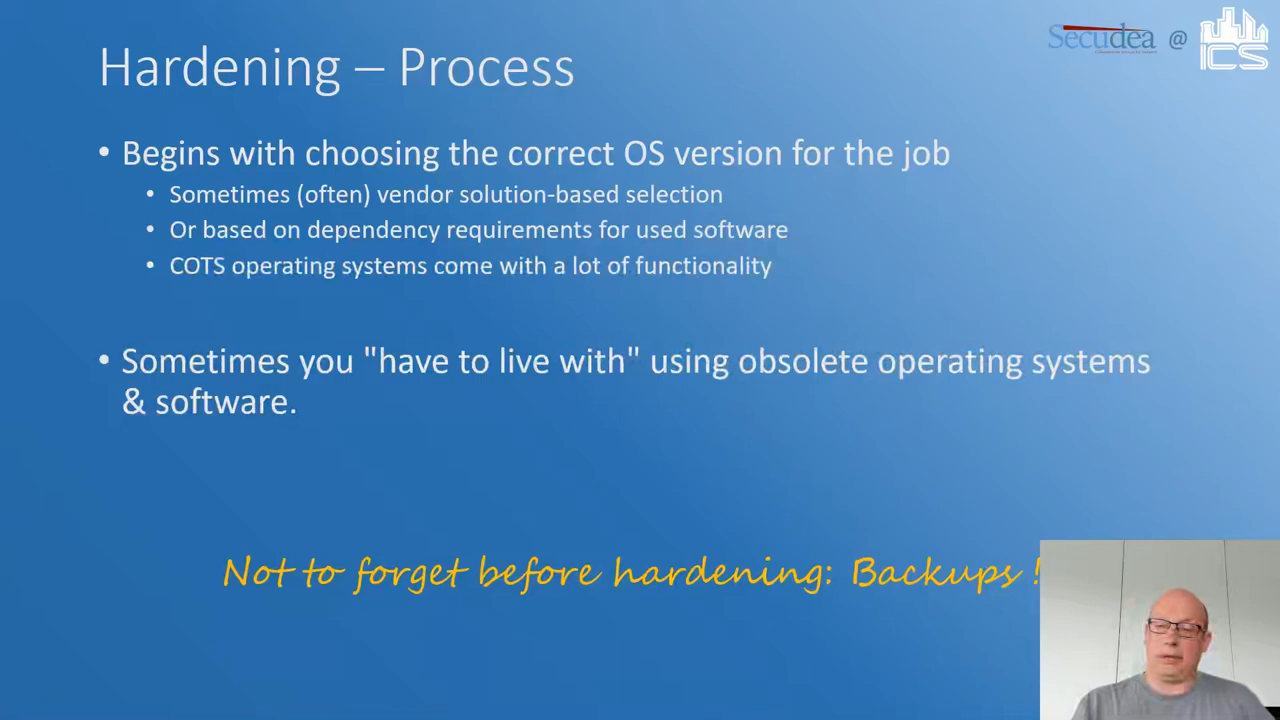 Secudea @ ICS
Hardening – Process
• Begins with choosing the correct OS version for the job
• Sometimes (often) vendor solution-based selection
• Or based on dependency requirements for used software
• COTS operating systems come with a lot of functionality
• Sometimes you "have to live with" using obsolete operating systems
& software.
Not to forget before hardening: Backups !